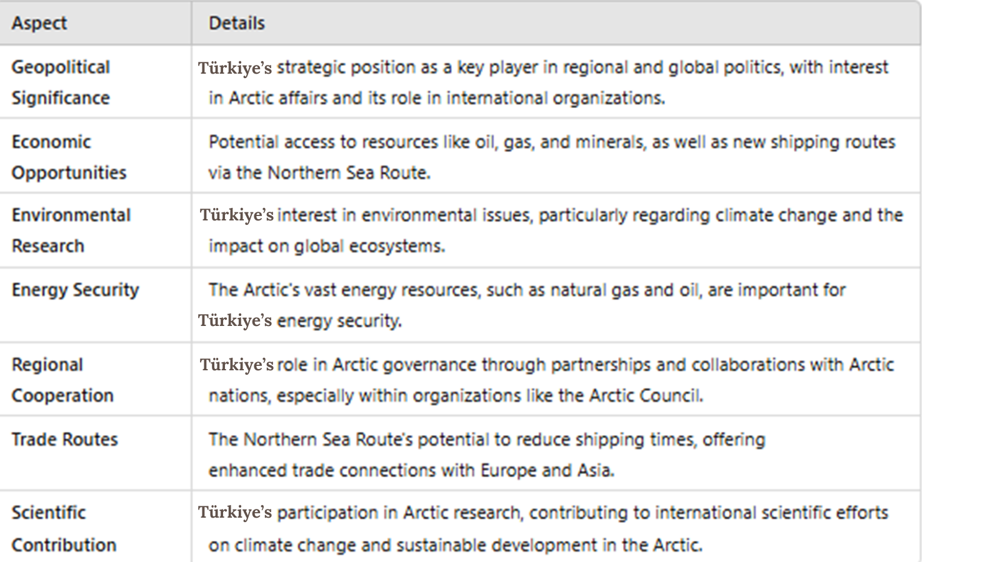 Aspect
Details
Geopolitical
Significance
Türkiye’s strategic position as a key player in regional and global politics, with interest
in Arctic affairs and its role in international organizations.
Economic
Opportunities
Potential access to resources like oil, gas, and minerals, as well as new shipping routes
via the Northern Sea Route.
Environmental
Research
Türkiye’s interest in environmental issues, particularly regarding climate change and the
impact on global ecosystems.
Energy Security
The Arctic's vast energy resources, such as natural gas and oil, are important for
Türkiye’s energy security.
Regional
Cooperation
Türkiye’s role in Arctic governance through partnerships and collaborations with Arctic
nations, especially within organizations like the Arctic Council.
Trade Routes
The Northern Sea Route's potential to reduce shipping times, offering
enhanced trade connections with Europe and Asia.
Scientific
Contribution
Türkiye’s participation in Arctic research, contributing to international scientific efforts
on climate change and sustainable development in the Arctic.